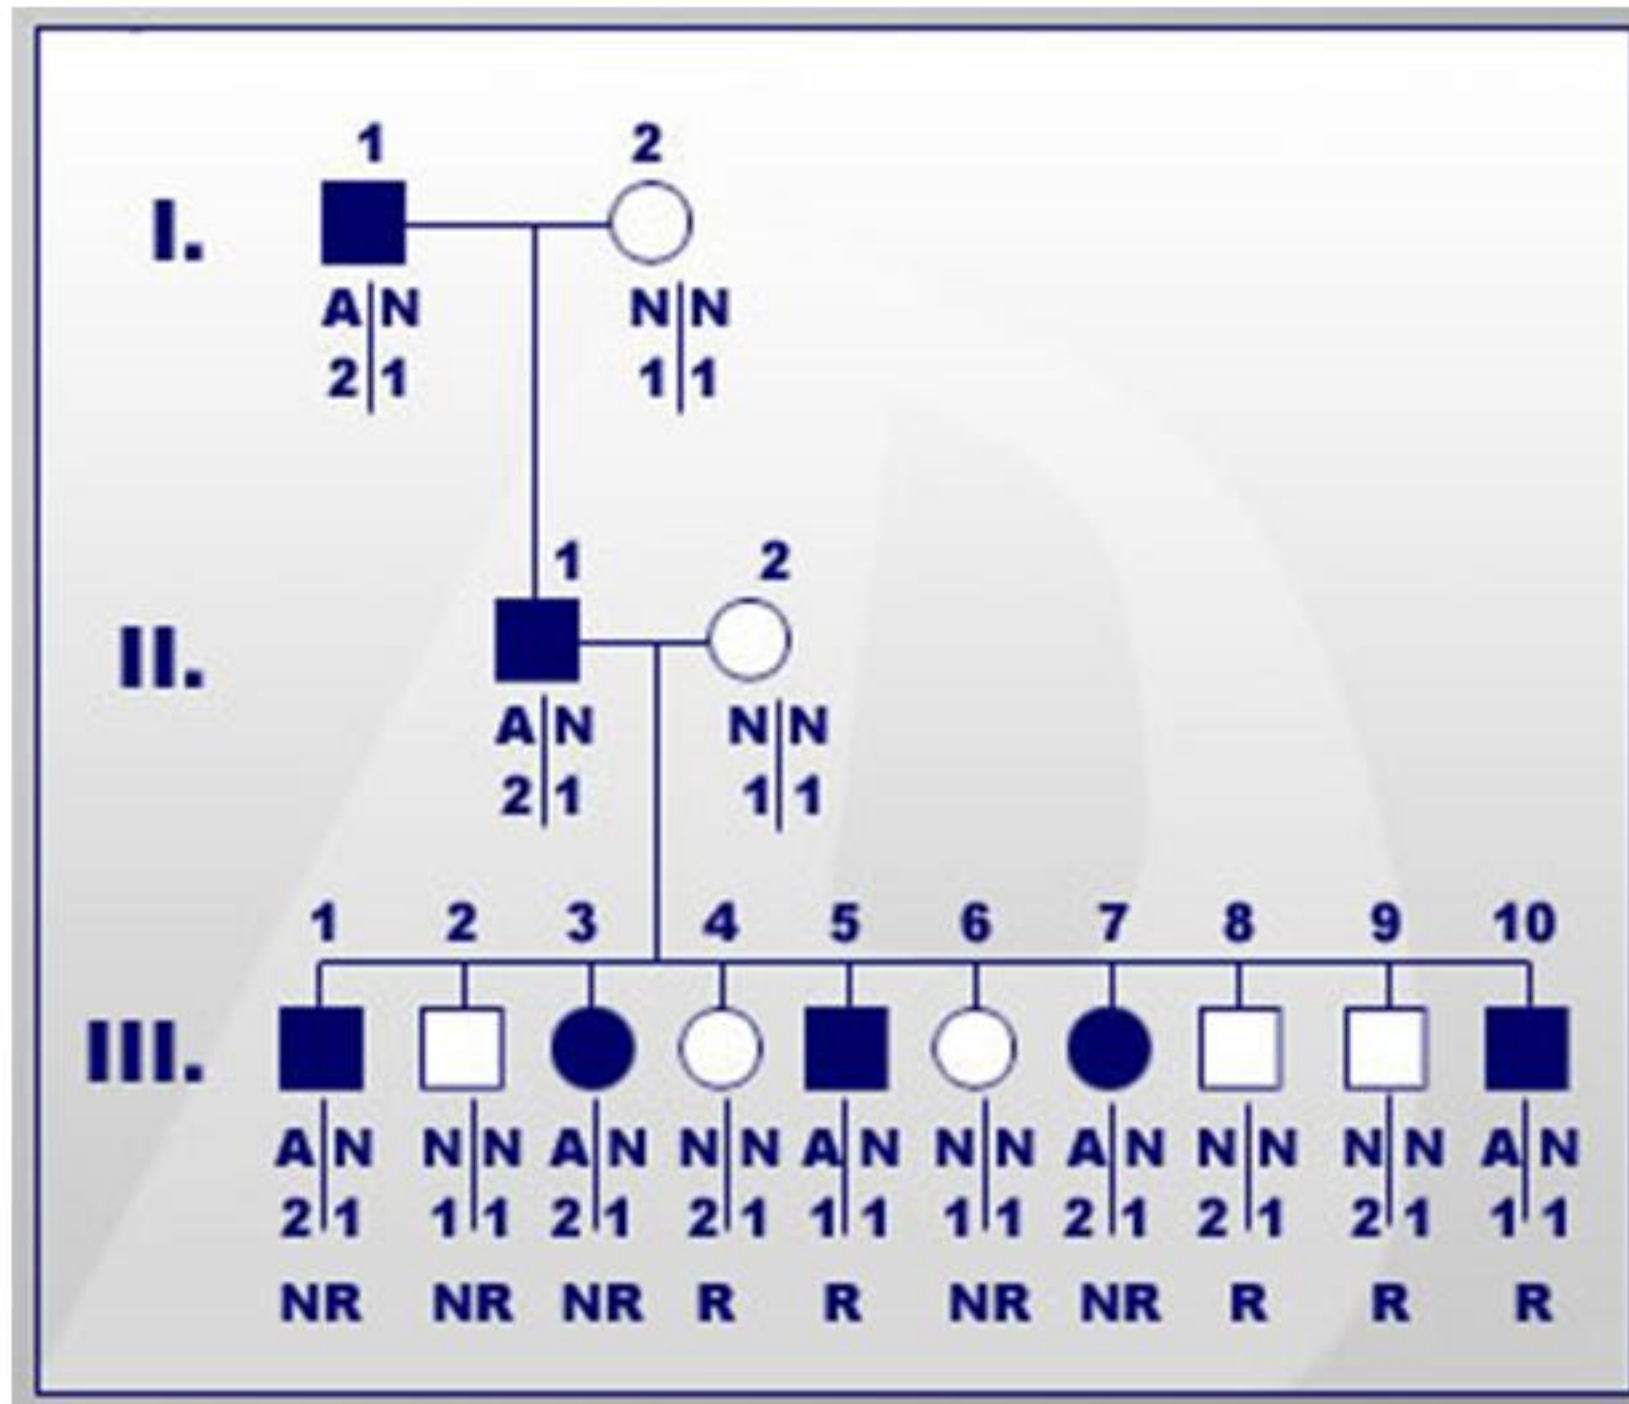 1 2
I.
A N N N
2 1 1 1
1 2
II.
A N N N
2 1 1 1
1 2 3 4 5 6 7 8 9 10
III.
A N N N A N N N A N N N A N N N N N A N
2 1 1 1 2 1 2 1 1 1 1 1 2 1 2 1 2 1 1 1
NR NR NR R R NR NR R R R